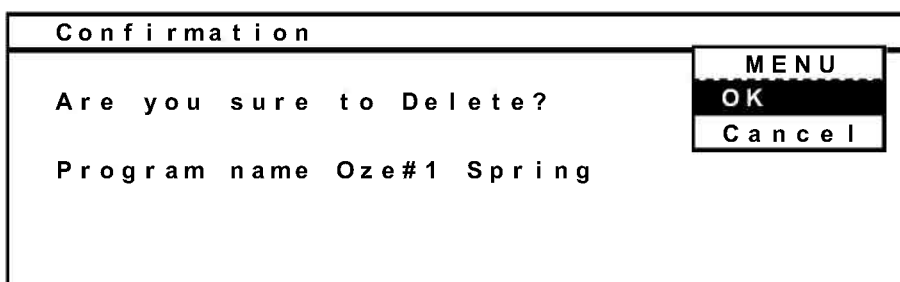 Confirmation
MENU
Are you sure to Delete?
OK
Cancel
Program name Oze#1 Spring